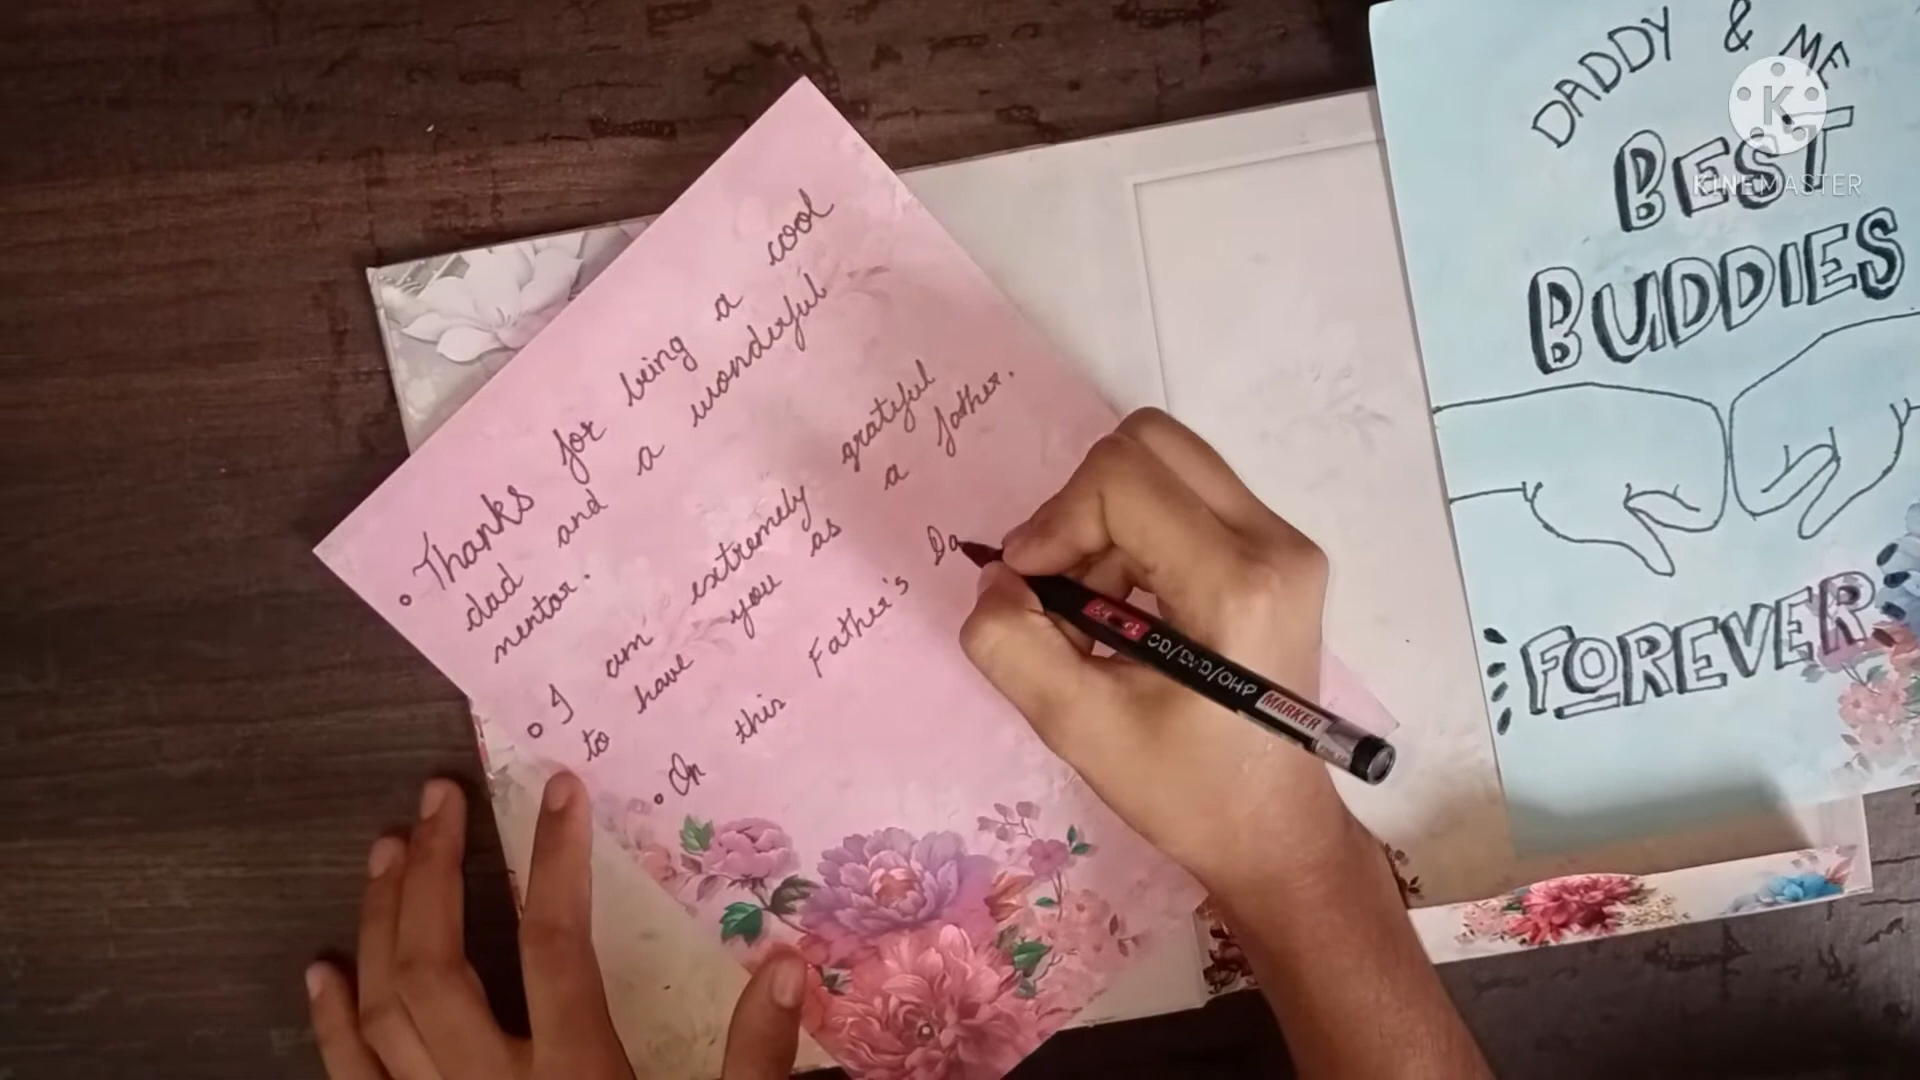 • Thanks for being a cool
dad and a wonderful
mentor.
• I am extremely grateful
to have you as a father.
• On this Father's Da
DADDY & ME
BEST
BUDDIES
FOREVER
CD/DVD/OHP MARKER
K
KINEMASTER